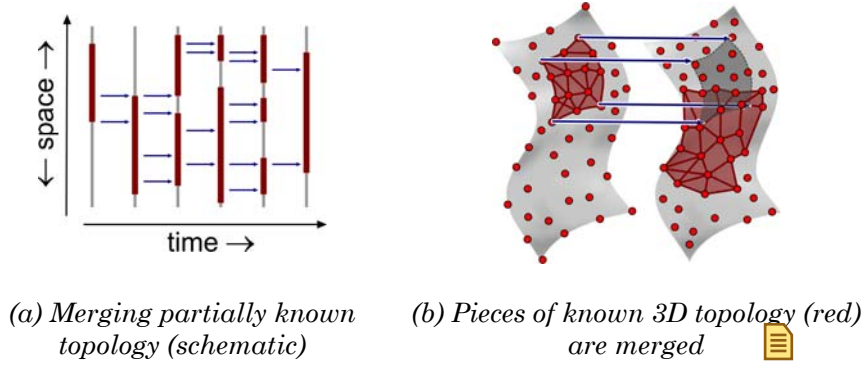 ← space →
time →
(a) Merging partially known
topology (schematic)
(b) Pieces of known 3D topology (red)
are merged